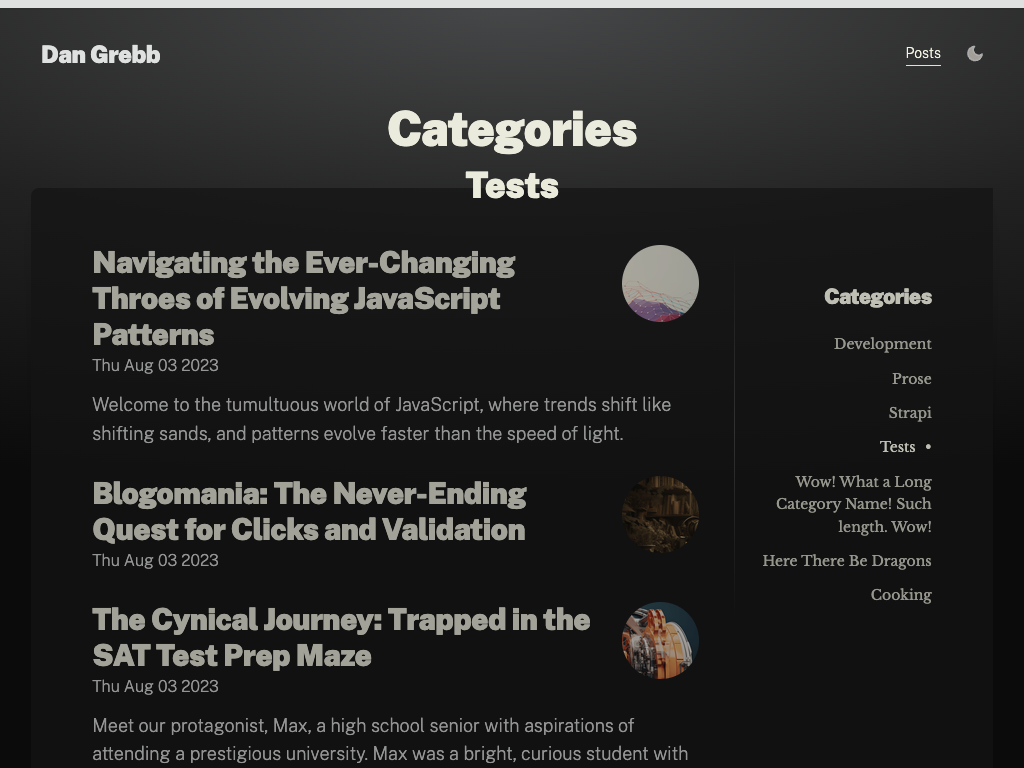 Dan Grebb
Posts
Categories
Tests
Navigating the Ever-Changing
Throes of Evolving JavaScript
Patterns
Thu Aug 03 2023
Welcome to the tumultuous world of JavaScript, where trends shift like
shifting sands, and patterns evolve faster than the speed of light.
Blogomania: The Never-Ending
Quest for Clicks and Validation
Thu Aug 03 2023
The Cynical Journey: Trapped in the
SAT Test Prep Maze
Thu Aug 03 2023
Meet our protagonist, Max, a high school senior with aspirations of
attending a prestigious university. Max was a bright, curious student with
Categories
Development
Prose
Strapi
Tests •
Wow! What a Long
Category Name! Such
length. Wow!
Here There Be Dragons
Cooking